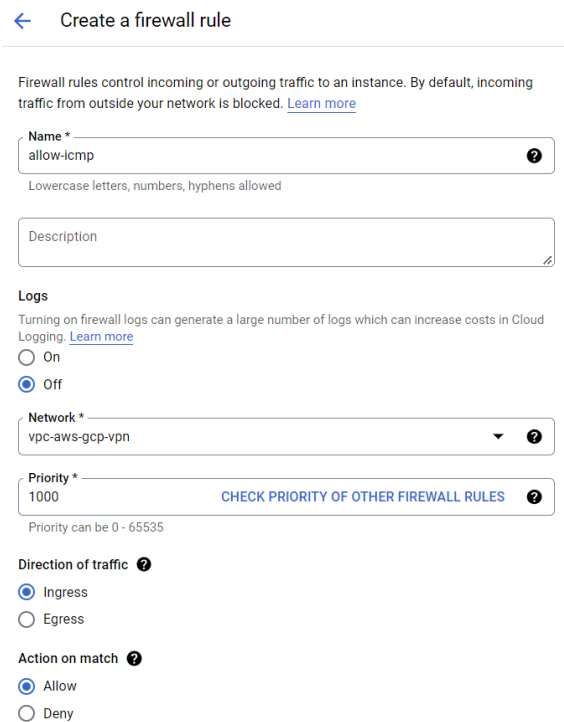 Create a firewall rule
Firewall rules control incoming or outgoing traffic to an instance. By default, incoming
traffic from outside your network is blocked. Learn more
Name *
allow-icmp
Lowercase letters, numbers, hyphens allowed
Description
Logs
Turning on firewall logs can generate a large number of logs which can increase costs in Cloud
Logging. Learn more
On
Off
Network *
vpc-aws-gcp-vpn
Priority *
1000 CHECK PRIORITY OF OTHER FIREWALL RULES
Priority can be 0 - 65535
Direction of traffic
Ingress
Egress
Action on match
Allow
Deny